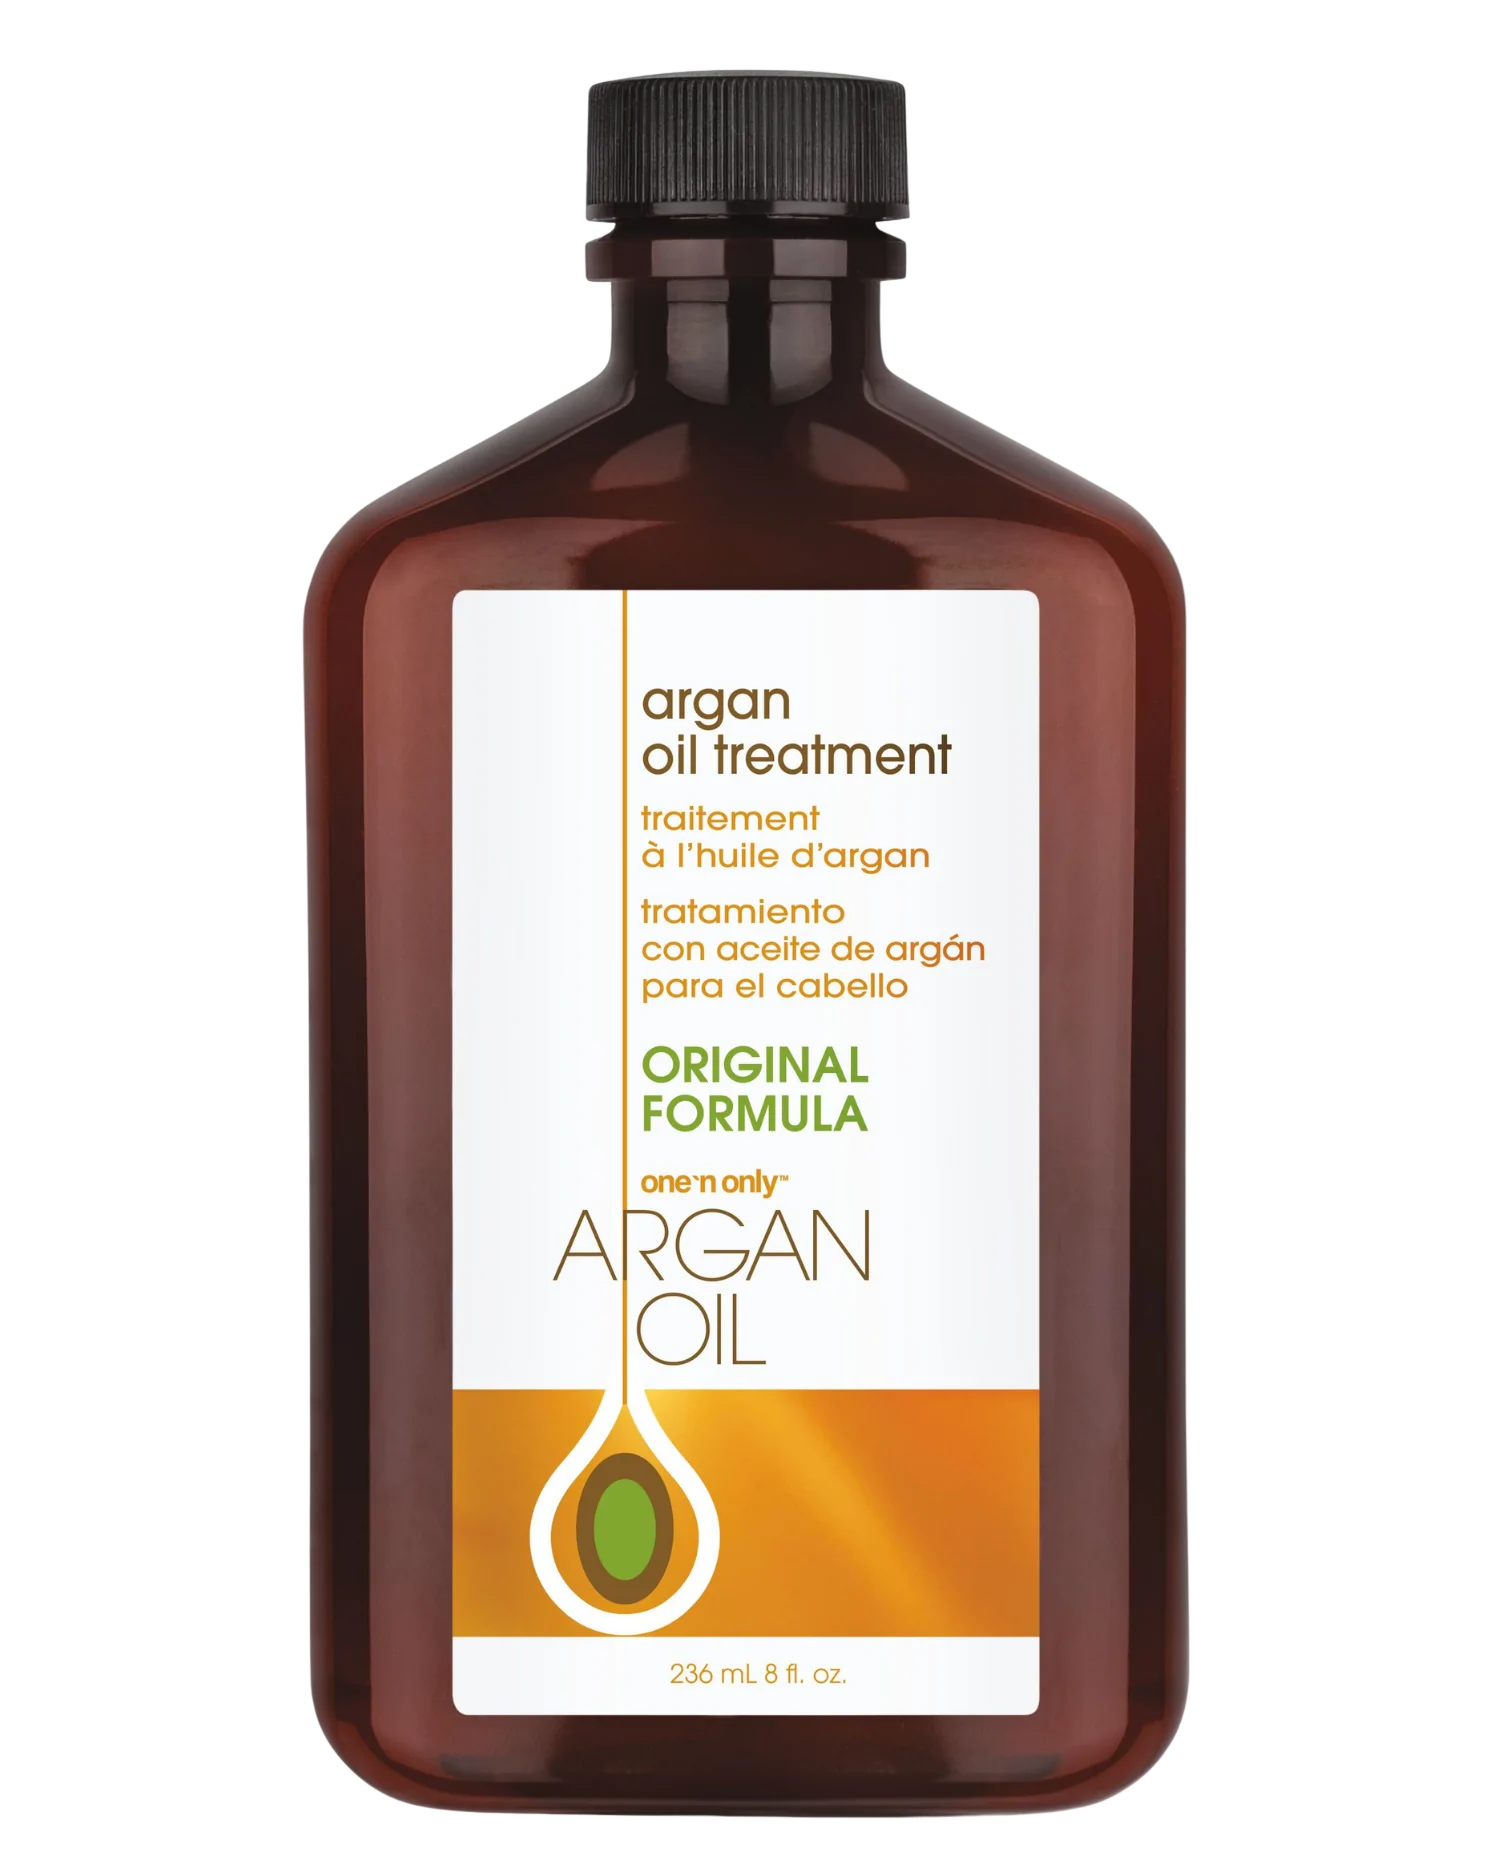 argan
oil treatment
traitement
à l'huile d'argan
tratamiento
con aceite de argán
para el cabello
ORIGINAL
FORMULA
one`n only™
ARGAN
OIL
236 mL 8 fl. oz.